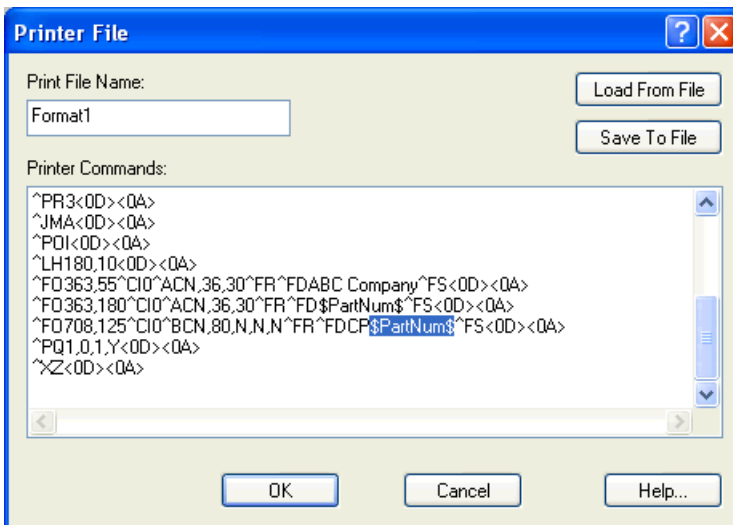 Printer File
Print File Name:
Load From File
Format1
Save To File
Printer Commands:
^PR3<0D><0A>
^JMA<0D><0A>
^POI<0D><0A>
^LH180,10<0D><0A>
^FO363,55^CI0^ACN,36,30^FR^FDABC Company^FS<0D><0A>
^FO363,180^CI0^ACN,36,30^FR^FD$PartNum$^FS<0D><0A>
^FO708,125^CI0^BCN,80,N,N,N^FR^FDCP$PartNum$^FS<0D><0A>
^PQ1,0,1,Y<0D><0A>
^XZ<0D><0A>
OK Cancel Help...